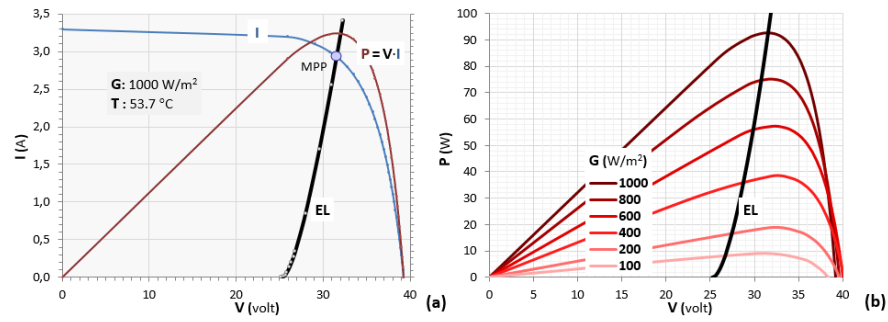 3,5
3,0
2,5
2,0
1,5
1,0
0,5
0,0
I (A)
I
P = V·I
MPP
G: 1000 W/m²
T : 53.7 °C
EL
0
10
20
30
40
V (volt)
(a)
100
90
80
70
60
50
40
30
20
10
0
P (W)
G (W/m²)
1000
800
600
400
200
100
EL
0
5
10
15
20
25
30
35
40
V (volt)
(b)